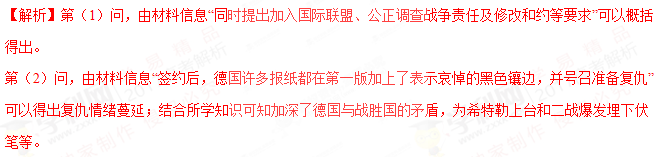 【解析】第（1）问，由材料信息“同时提出加入国际联盟、公正调查战争责任及修改和约等要求”可以概括
得出。
第（2）问，由材料信息“签约后，德国许多报纸都在第一版加上了表示哀悼的黑色镶边，并号召准备复仇”
可以得出复仇情绪蔓延；结合所学知识可知加深了德国与战胜国的矛盾，为希特勒上台和二战爆发埋下伏
笔等。